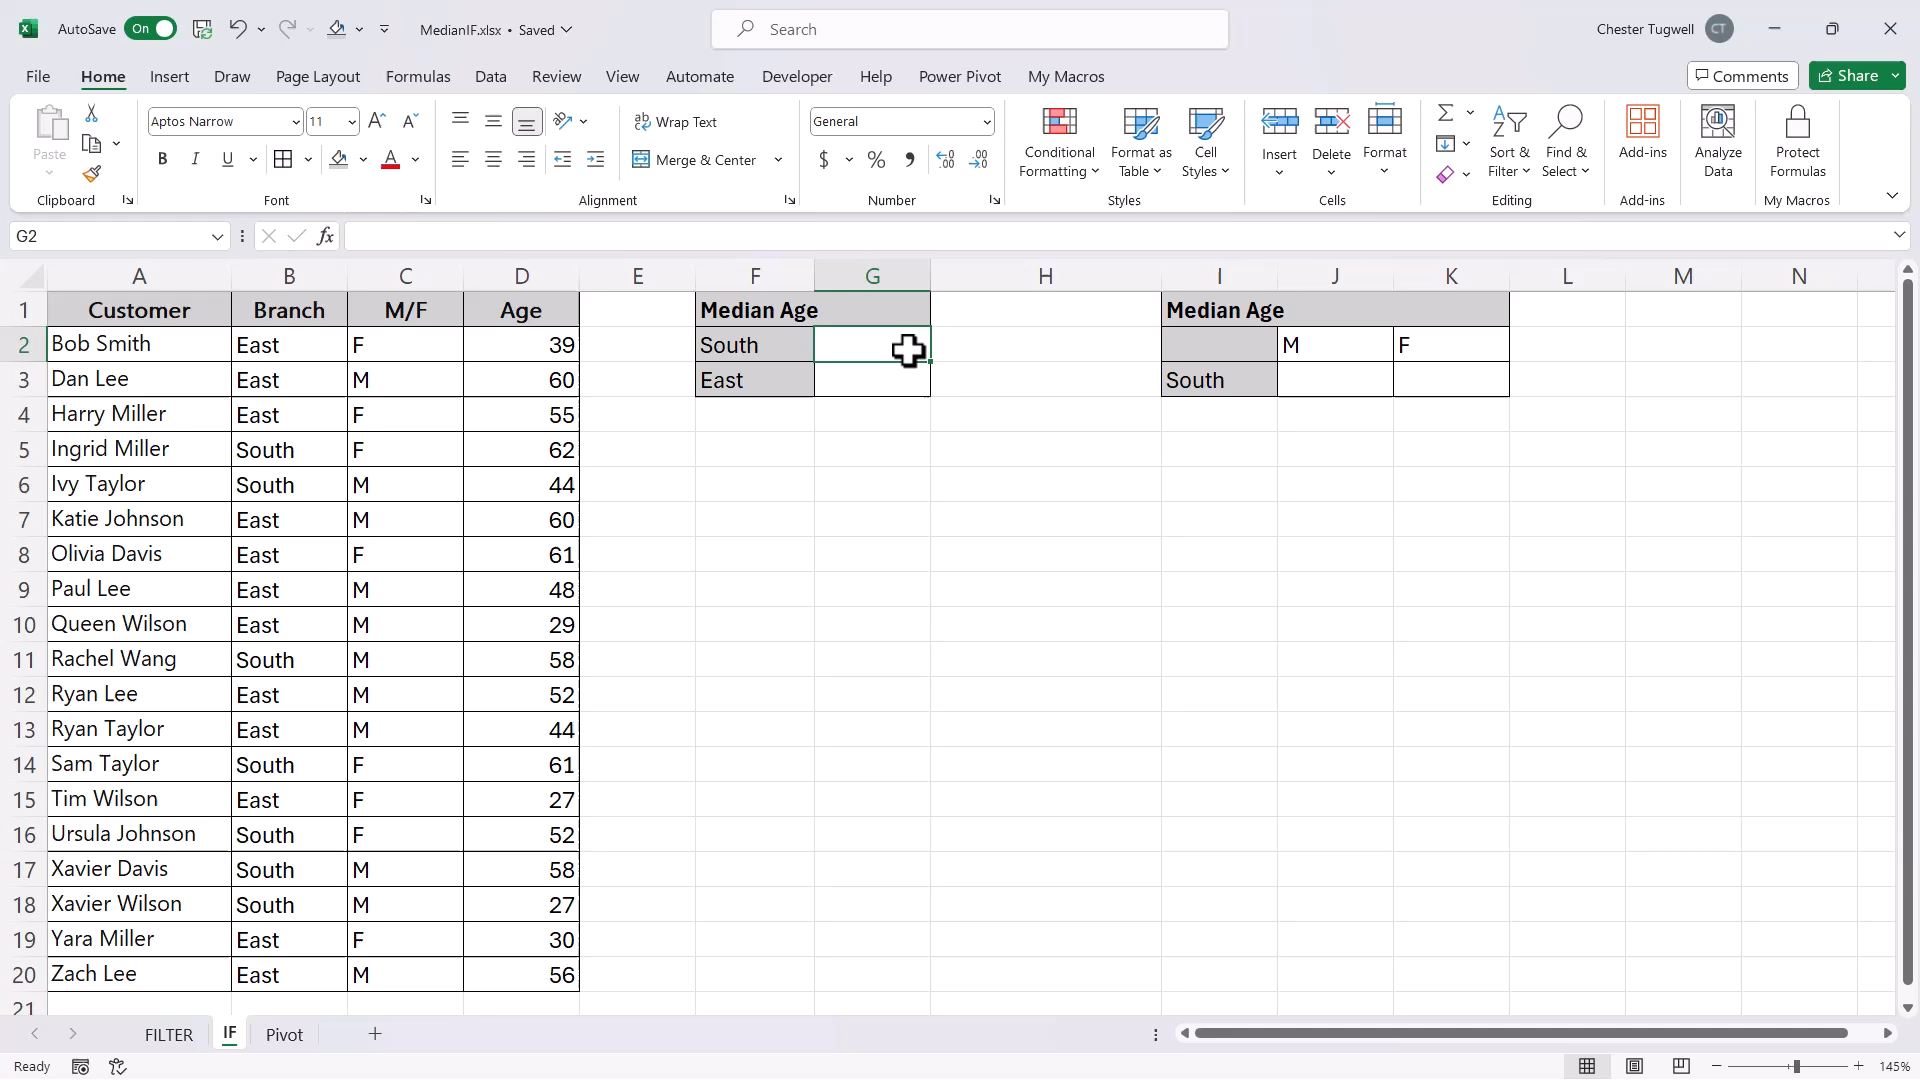 AutoSave On MedianIF.xlsx • Saved Search Chester Tugwell CT
File Home Insert Draw Page Layout Formulas Data Review View Automate Developer Help Power Pivot My Macros Comments Share
Paste Aptos Narrow 11 Wrap Text General Conditional Formatting Format as Table Cell Styles Insert Delete Format Sort & Filter Find & Select Add-ins Analyze Data Protect Formulas
B I U A Merge & Center $ %
Clipboard Font Alignment Number Styles Cells Editing Add-ins My Macros
G2 fx
A B C D E F G H I J K L M N
1 Customer Branch M/F Age Median Age Median Age
2 Bob Smith East F 39 South M F
3 Dan Lee East M 60 East South
4 Harry Miller East F 55
5 Ingrid Miller South F 62
6 Ivy Taylor South M 44
7 Katie Johnson East M 60
8 Olivia Davis East F 61
9 Paul Lee East M 48
10 Queen Wilson East M 29
11 Rachel Wang South M 58
12 Ryan Lee East M 52
13 Ryan Taylor East M 44
14 Sam Taylor South F 61
15 Tim Wilson East F 27
16 Ursula Johnson South F 52
17 Xavier Davis South M 58
18 Xavier Wilson South M 27
19 Yara Miller East F 30
20 Zach Lee East M 56
21
FILTER IF Pivot
Ready 145%